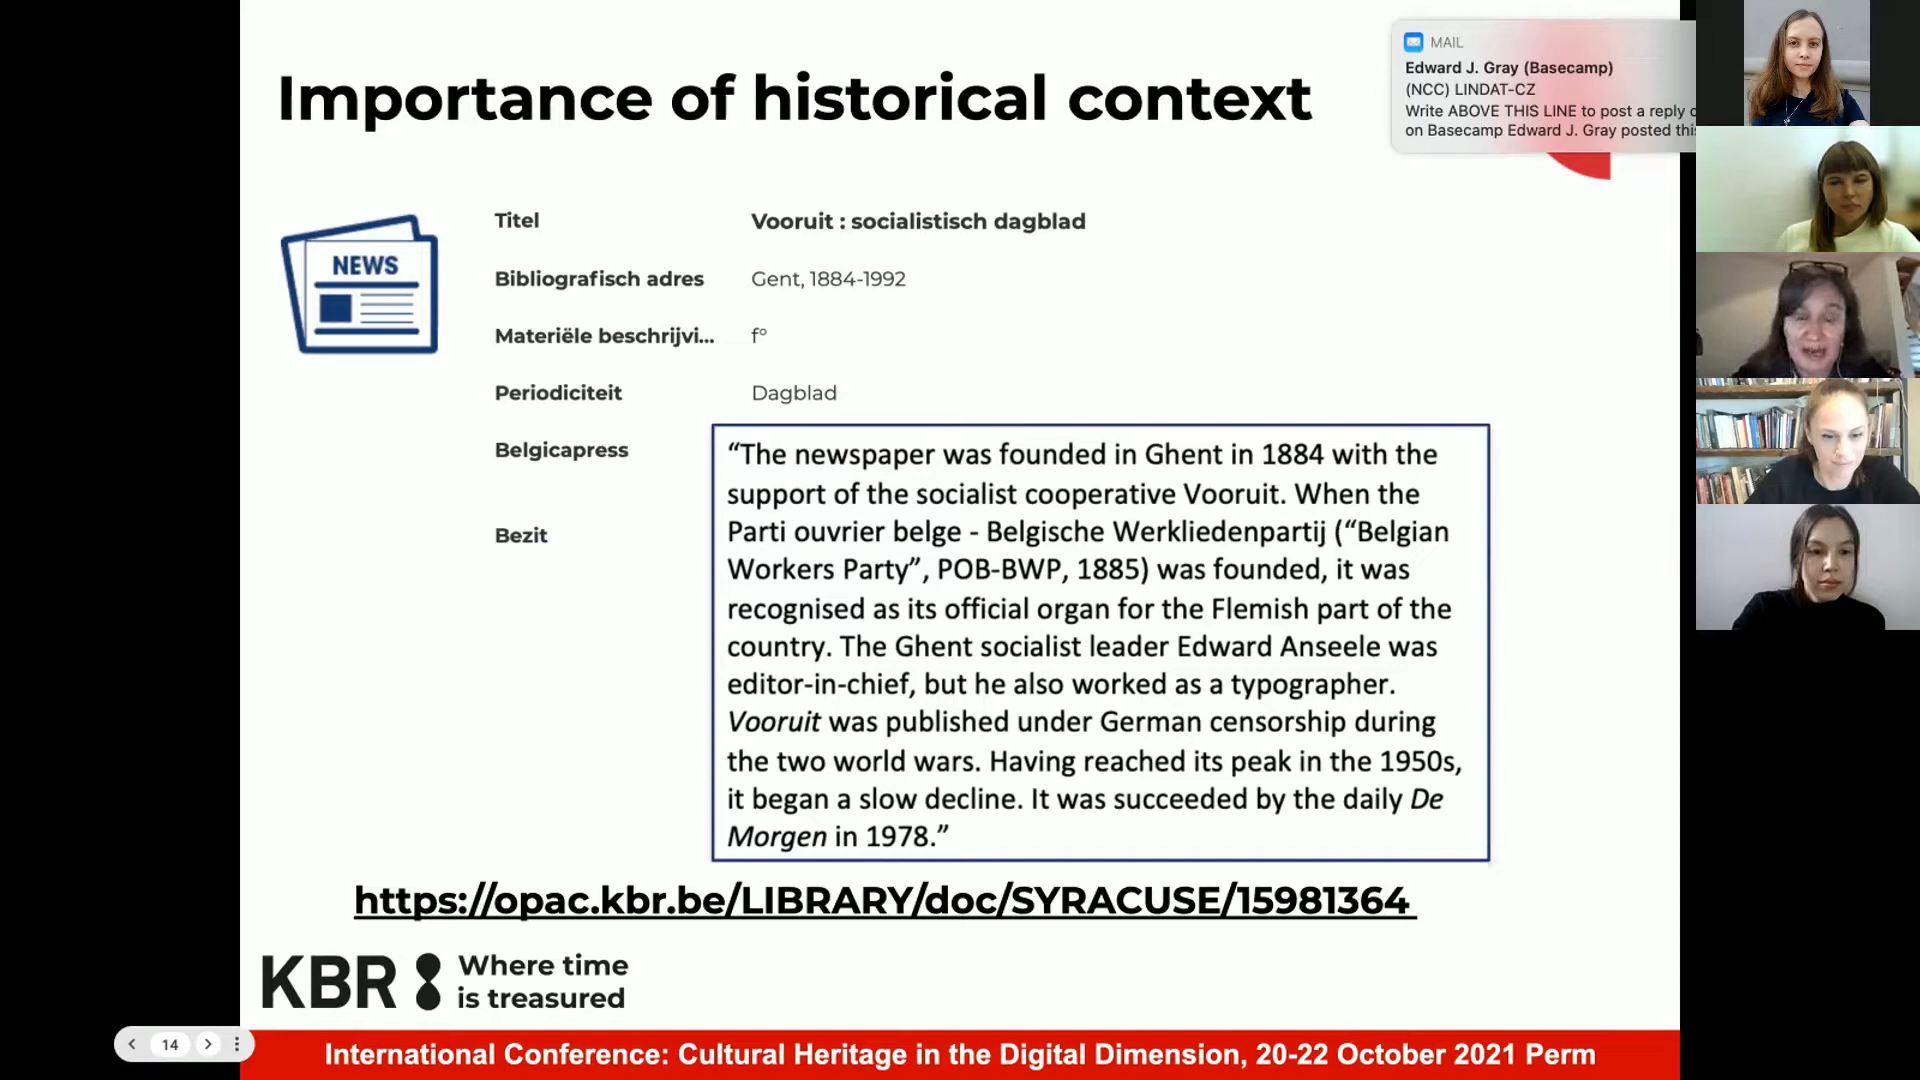 Importance of historical context
MAIL
Edward J. Gray (Basecamp)
(NCC) LINDAT-CZ
Write ABOVE THIS LINE to post a reply
on Basecamp Edward J. Gray posted this
NEWS
Titel Vooruit : socialistisch dagblad
Bibliografisch adres Gent, 1884-1992
Materiële beschrijvi... f°
Periodiciteit Dagblad
Belgicapress
Bezit
“The newspaper was founded in Ghent in 1884 with the
support of the socialist cooperative Vooruit. When the
Parti ouvrier belge - Belgische Werkliedenpartij (“Belgian
Workers Party”, POB-BWP, 1885) was founded, it was
recognised as its official organ for the Flemish part of the
country. The Ghent socialist leader Edward Anseele was
editor-in-chief, but he also worked as a typographer.
Vooruit was published under German censorship during
the two world wars. Having reached its peak in the 1950s,
it began a slow decline. It was succeeded by the daily De
Morgen in 1978.”
https://opac.kbr.be/LIBRARY/doc/SYRACUSE/15981364
KBR Where time
is treasured
14
International Conference: Cultural Heritage in the Digital Dimension, 20-22 October 2021 Perm